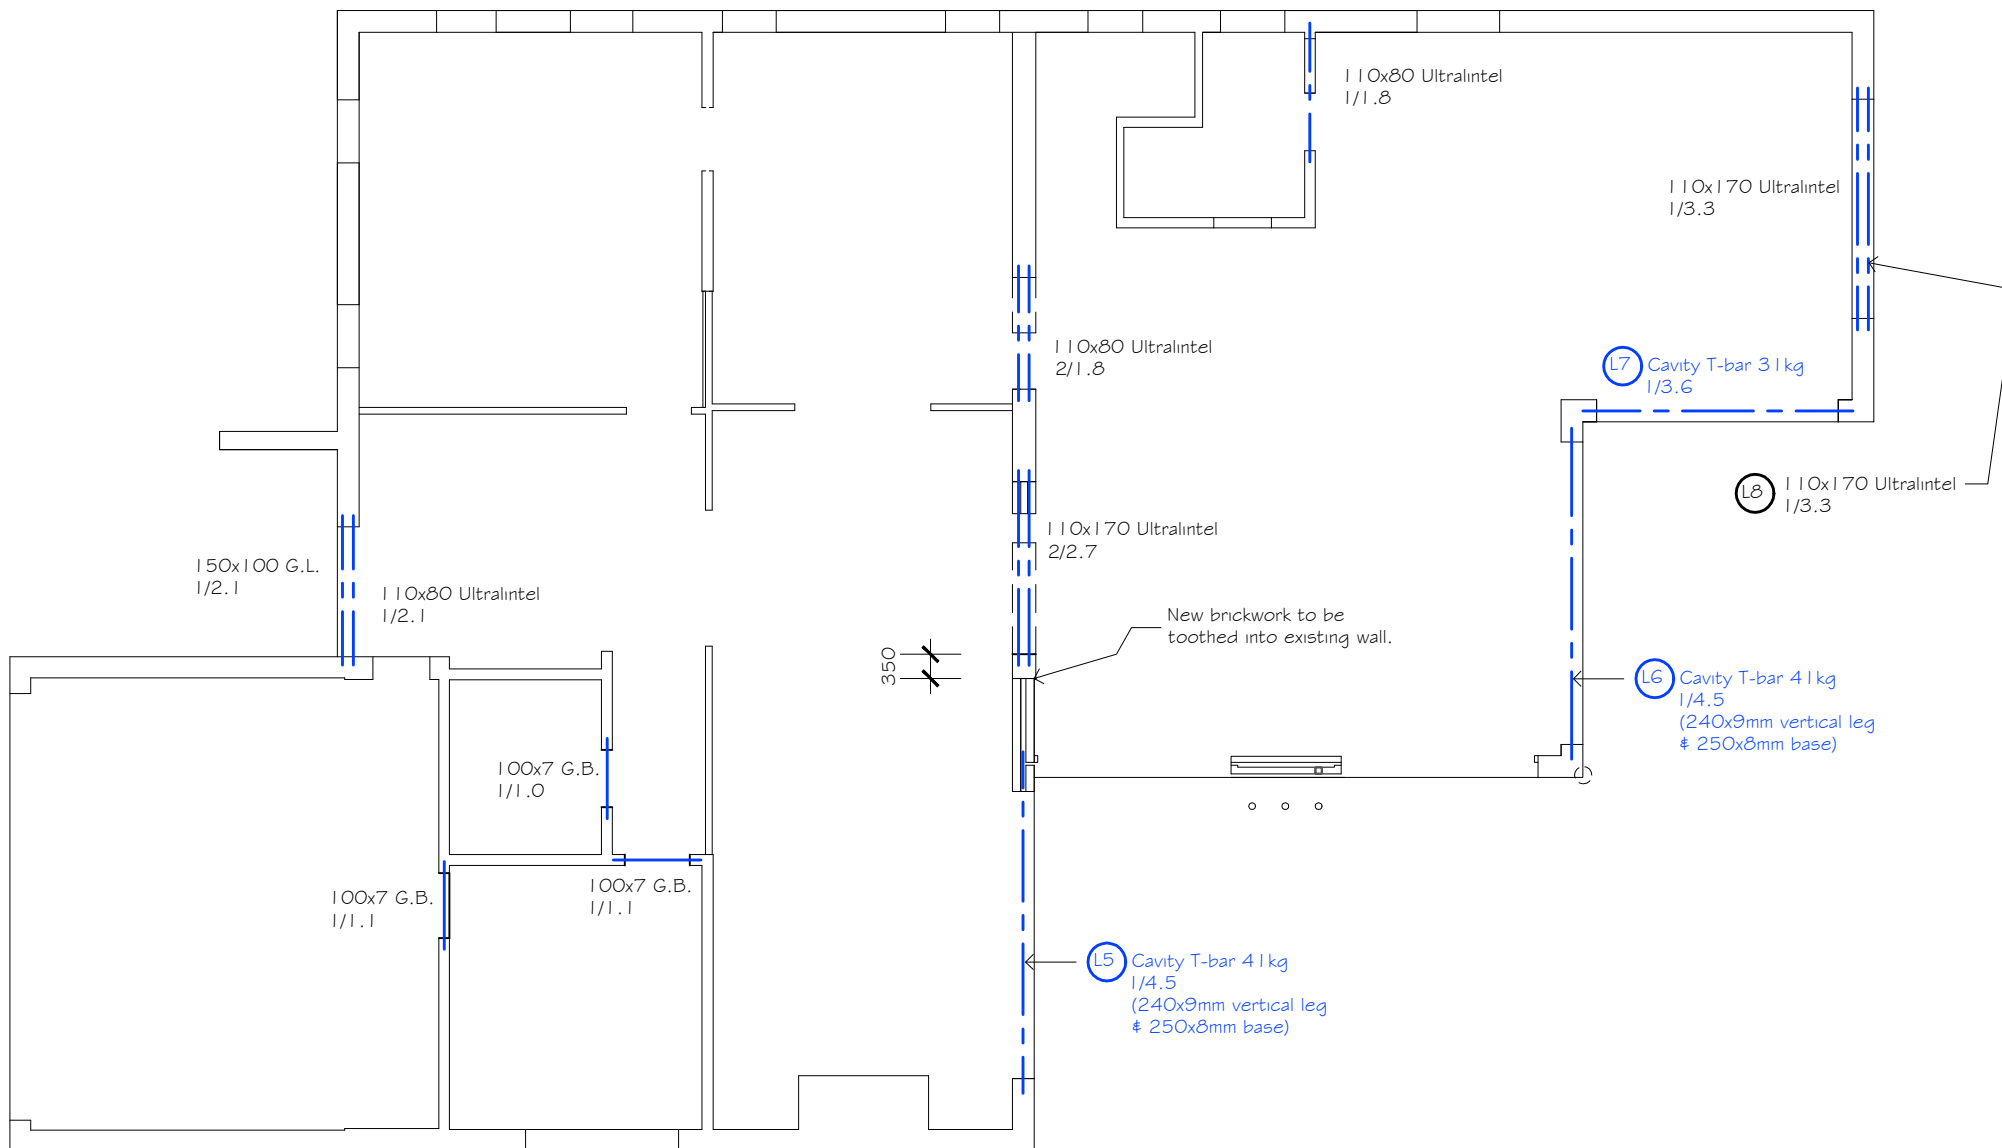 110x80 Ultralintel
1/1.8
110x170 Ultralintel
1/3.3
110x80 Ultralintel
2/1.8
L7 Cavity T-bar 31kg
1/3.6
L8 110x170 Ultralintel
1/3.3
110x170 Ultralintel
2/2.7
150x100 G.L.
1/2.1
110x80 Ultralintel
1/2.1
New brickwork to be
toothed into existing wall.
350
L6 Cavity T-bar 41kg
1/4.5
(240x9mm vertical leg
& 250x8mm base)
100x7 G.B.
1/1.0
100x7 G.B.
1/1.1
100x7 G.B.
1/1.1
L5 Cavity T-bar 41kg
1/4.5
(240x9mm vertical leg
& 250x8mm base)